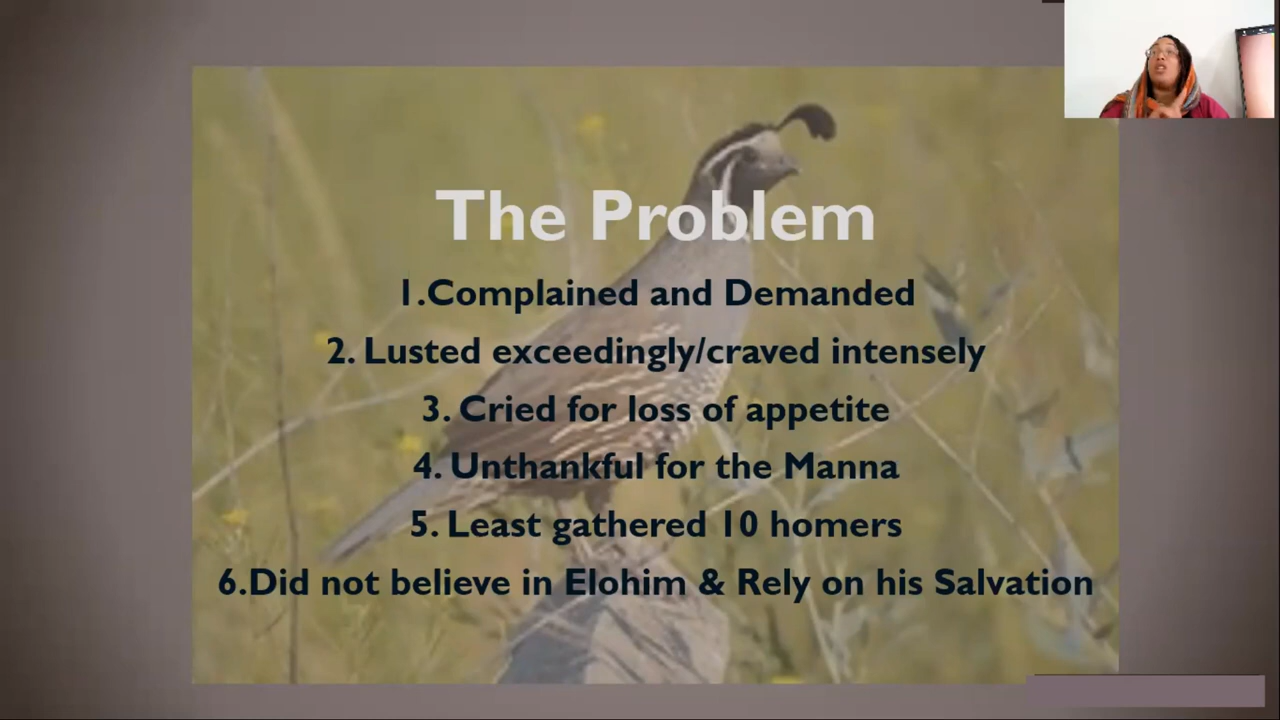 The Problem
1.Complained and Demanded
2. Lusted exceedingly/craved intensely
3. Cried for loss of appetite
4. Unthankful for the Manna
5. Least gathered 10 homers
6.Did not believe in Elohim & Rely on his Salvation